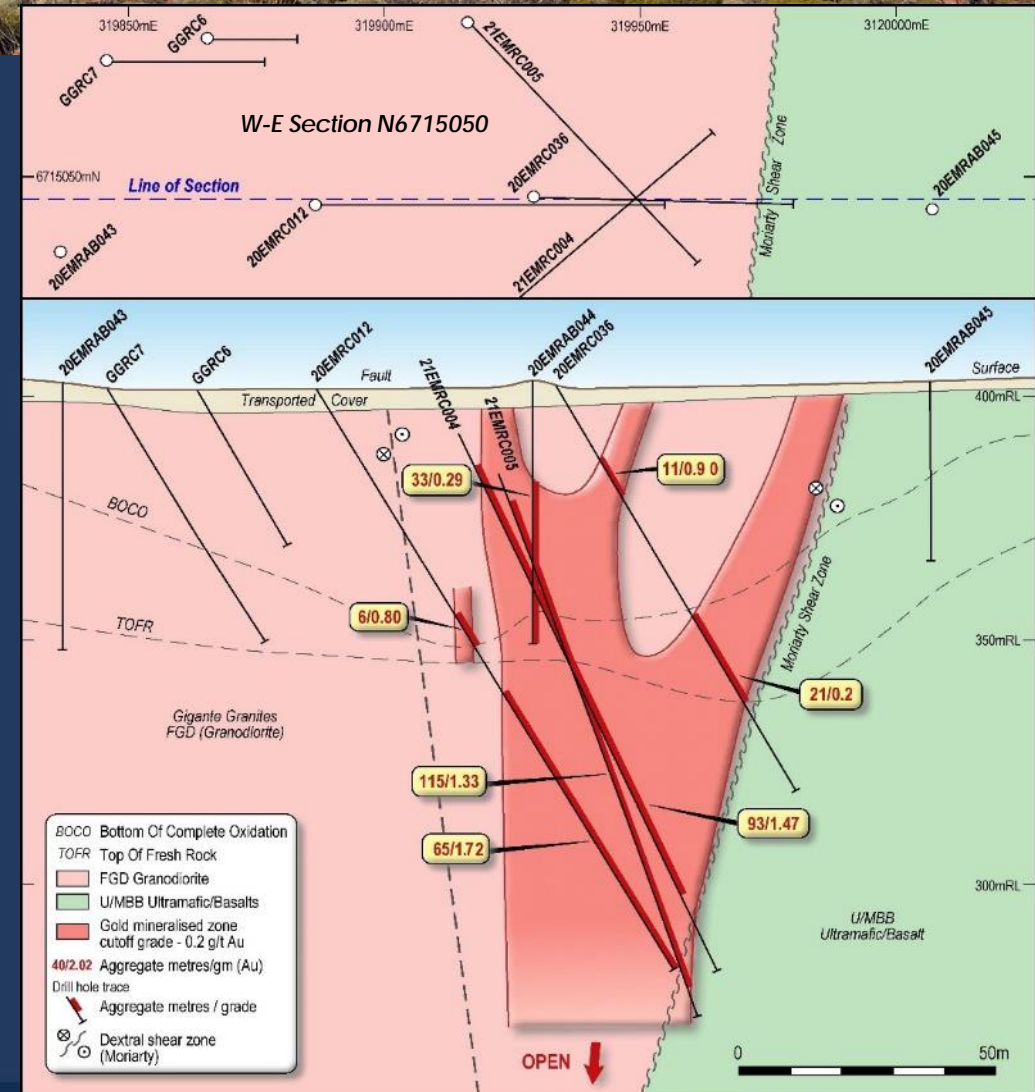 319850mE
319900mE
319950mE
3120000mE
GGRC6
GGRC7
21EMRC005
W-E Section N6715050
20EMRC036
Moriarty Shear Zone
20EMRAB045
6715050mN
Line of Section
20EMRAB043
20EMRC012
21EMRC004
20EMRAB043
GGRC7
GGRC6
20EMRC012
Fault
21EMRC004
21EMRC005
20EMRAB044
20EMRC036
20EMRAB045
Surface
Transported Cover
400mRL
33/0.29
11/0.9 0
BOCO
6/0.80
TOFR
350mRL
Moriarty Shear Zone
21/0.2
Gigante Granites
FGD (Granodiorite)
115/1.33
93/1.47
65/1.72
300mRL
U/MBB
Ultramafic/Basalt
BOCO Bottom Of Complete Oxidation
TOFR Top Of Fresh Rock
FGD Granodiorite
U/MBB Ultramafic/Basalts
Gold mineralised zone
cutoff grade - 0.2 g/t Au
40/2.02 Aggregate metres/gm (Au)
Drill hole trace
Aggregate metres / grade
Dextral shear zone
(Moriarty)
OPEN
0
50m